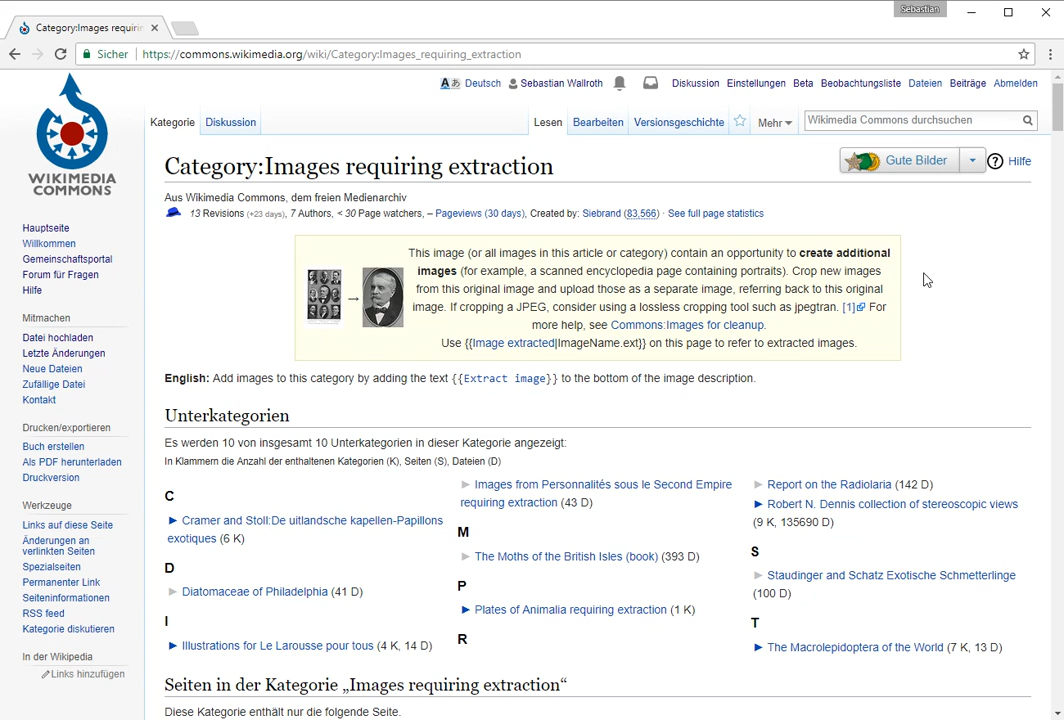 Sebastian
Category:Images requirin
Sicher
https://commons.wikimedia.org/wiki/Category:Images_requiring_extraction
WIKIMEDIA
COMMONS
Deutsch Sebastian Wallroth Diskussion Einstellungen Beta Beobachtungsliste Dateien Beiträge Abmelden
Kategorie Diskussion Lesen Bearbeiten Versionsgeschichte Mehr Wikimedia Commons durchsuchen
Category:Images requiring extraction
Gute Bilder
? Hilfe
Aus Wikimedia Commons, dem freien Medienarchiv
13 Revisions (+23 days), 7 Authors, < 30 Page watchers, – Pageviews (30 days), Created by: Siebrand (83,566) · See full page statistics
This image (or all images in this article or category) contain an opportunity to create additional
images (for example, a scanned encyclopedia page containing portraits). Crop new images
from this original image and upload those as a separate image, referring back to this original
image. If cropping a JPEG, consider using a lossless cropping tool such as jpegtran. [1] For
more help, see Commons:Images for cleanup.
Use {{Image extracted|ImageName.ext}} on this page to refer to extracted images.
English: Add images to this category by adding the text {{Extract image}} to the bottom of the image description.
Unterkategorien
Es werden 10 von insgesamt 10 Unterkategorien in dieser Kategorie angezeigt:
In Klammern die Anzahl der enthaltenen Kategorien (K), Seiten (S), Dateien (D)
C
Cramer and Stoll:De uitlandsche kapellen-Papillons
exotiques (6 K)
D
Diatomaceae of Philadelphia (41 D)
I
Illustrations for Le Larousse pour tous (4 K, 14 D)
Images from Personnalités sous le Second Empire
requiring extraction (43 D)
M
The Moths of the British Isles (book) (393 D)
P
Plates of Animalia requiring extraction (1 K)
R
Report on the Radiolaria (142 D)
Robert N. Dennis collection of stereoscopic views
(9 K, 135690 D)
S
Staudinger and Schatz Exotische Schmetterlinge
(100 D)
T
The Macrolepidoptera of the World (7 K, 13 D)
Seiten in der Kategorie „Images requiring extraction“
Diese Kategorie enthält nur die folgende Seite.
Hauptseite
Willkommen
Gemeinschaftsportal
Forum für Fragen
Hilfe
Mitmachen
Datei hochladen
Letzte Änderungen
Neue Dateien
Zufällige Datei
Kontakt
Drucken/exportieren
Buch erstellen
Als PDF herunterladen
Druckversion
Werkzeuge
Links auf diese Seite
Änderungen an
verlinkten Seiten
Spezialseiten
Permanenter Link
Seiteninformationen
RSS feed
Kategorie diskutieren
In der Wikipedia
Links hinzufügen